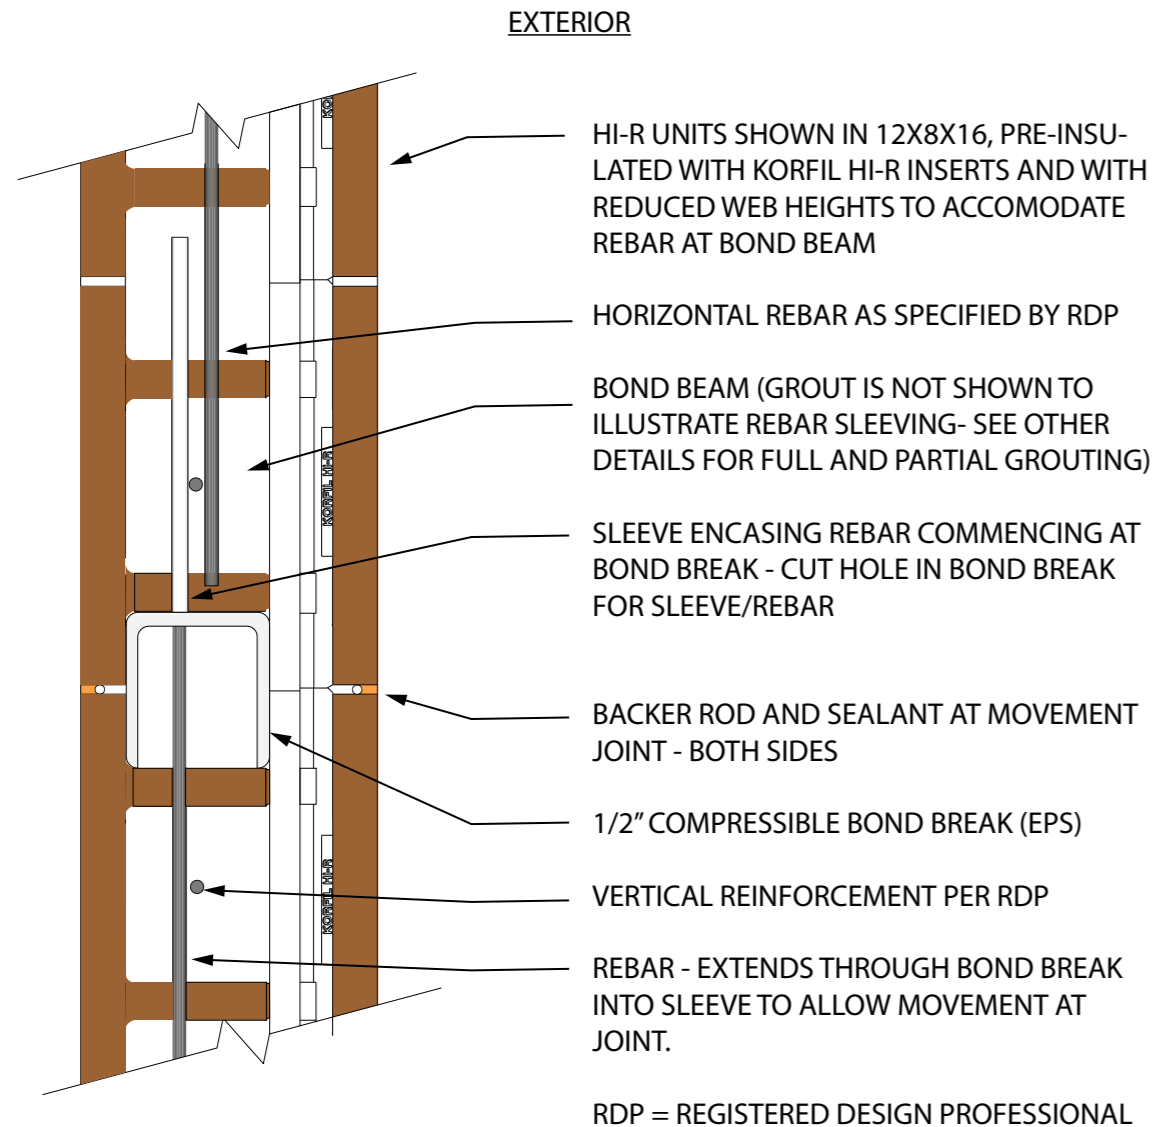 EXTERIOR
KO
HI-R UNITS SHOWN IN 12X8X16, PRE-INSU-
LATED WITH KORFIL HI-R INSERTS AND WITH
REDUCED WEB HEIGHTS TO ACCOMODATE
REBAR AT BOND BEAM
HORIZONTAL REBAR AS SPECIFIED BY RDP
BOND BEAM (GROUT IS NOT SHOWN TO
ILLUSTRATE REBAR SLEEVING- SEE OTHER
DETAILS FOR FULL AND PARTIAL GROUTING)
KORFIL HI-R
SLEEVE ENCASING REBAR COMMENCING AT
BOND BREAK - CUT HOLE IN BOND BREAK
FOR SLEEVE/REBAR
BACKER ROD AND SEALANT AT MOVEMENT
JOINT - BOTH SIDES
1/2" COMPRESSIBLE BOND BREAK (EPS)
KORFIL HI-R
VERTICAL REINFORCEMENT PER RDP
REBAR - EXTENDS THROUGH BOND BREAK
INTO SLEEVE TO ALLOW MOVEMENT AT
JOINT.
RDP = REGISTERED DESIGN PROFESSIONAL